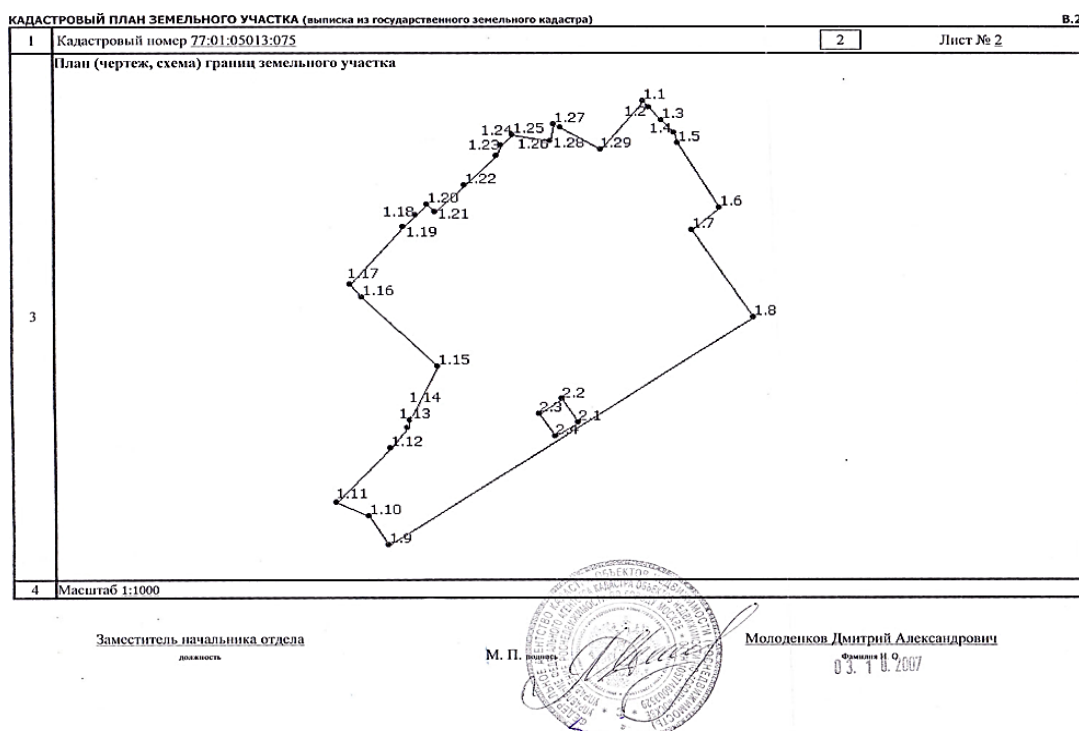 КАДАСТРОВЫЙ ПЛАН ЗЕМЕЛЬНОГО УЧАСТКА (выписка из государственного земельного кадастра) В.2
1 Кадастровый номер 77:01:05013:075 2 Лист № 2
План (чертеж, схема) границ земельного участка
1.1
1.2 1.3
1.27
1.24 1.25 1.4
1.26 1.28 1.5
1.23 1.29
1.22
1.20 1.6
1.18 1.21
1.19 1.7
1.17
1.16
3 1.8
1.15
1.14 2.2
1.13 2.3
2.1
1.12 2.4
1.11
1.10
1.9
4 Масштаб 1:1000
Заместитель начальника отдела М. П. подпись Молоденков Дмитрий Александрович
должность Фамилия И. О.
03. 10. 2007